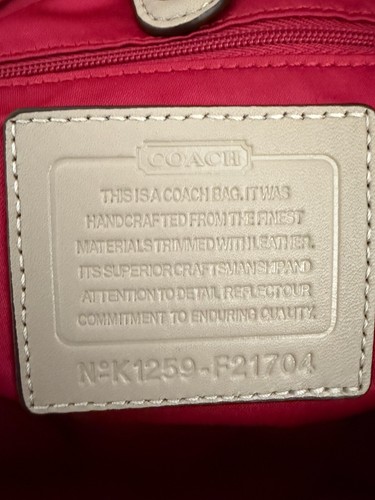 COACH
THIS IS A COACH BAG. IT WAS
HANDCRAFTED FROM THE FINEST
MATERIALS TRIMMED WITH LEATHER.
ITS SUPERIOR CRAFTSMANSHIP AND
ATTENTION TO DETAIL REFLECT OUR
COMMITMENT TO ENDURING QUALITY.
NºK1259-F21704